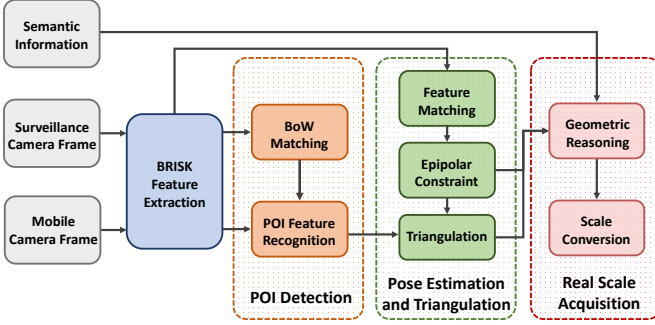 Semantic
Information
Surveillance
Camera Frame
Mobile
Camera Frame
BRISK
Feature
Extraction
BoW
Matching
POI Feature
Recognition
POI Detection
Feature
Matching
Epipolar
Constraint
Triangulation
Pose Estimation
and Triangulation
Geometric
Reasoning
Scale
Conversion
Real Scale
Acquisition